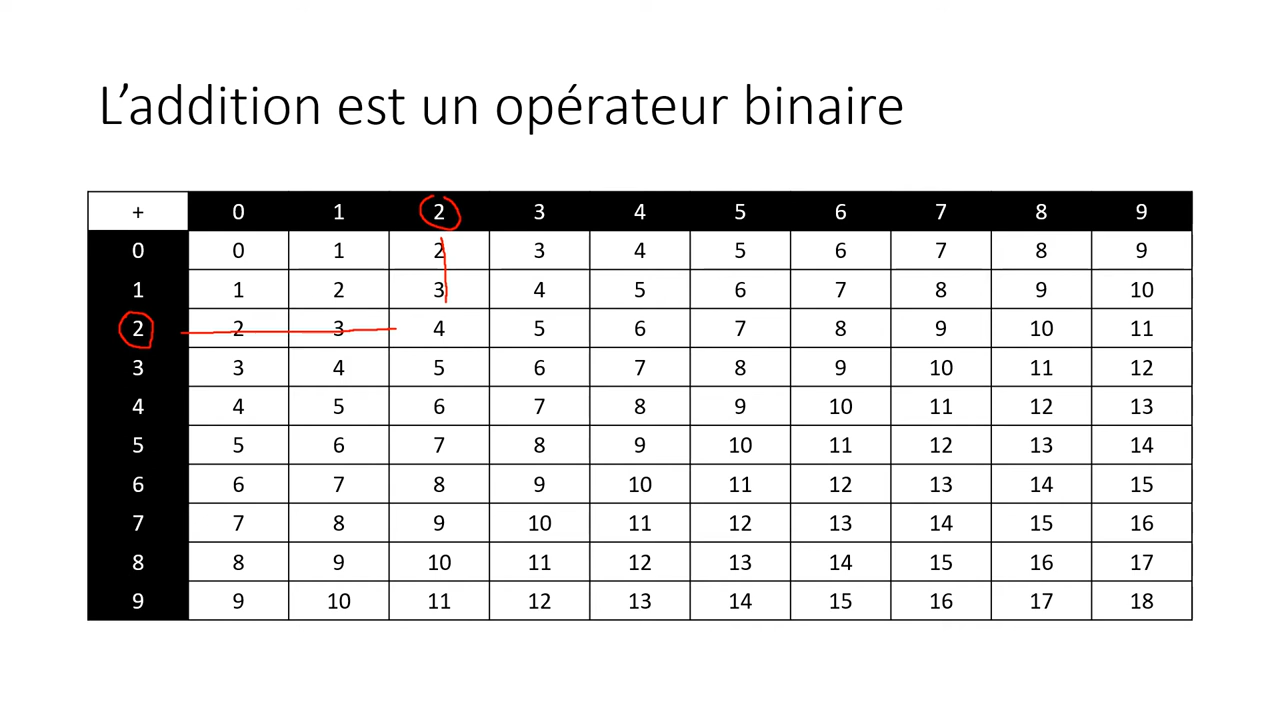 L’addition est un opérateur binaire
+ 0 1 2 3 4 5 6 7 8 9
0 0 1 2 3 4 5 6 7 8 9
1 1 2 3 4 5 6 7 8 9 10
2 2 3 4 5 6 7 8 9 10 11
3 3 4 5 6 7 8 9 10 11 12
4 4 5 6 7 8 9 10 11 12 13
5 5 6 7 8 9 10 11 12 13 14
6 6 7 8 9 10 11 12 13 14 15
7 7 8 9 10 11 12 13 14 15 16
8 8 9 10 11 12 13 14 15 16 17
9 9 10 11 12 13 14 15 16 17 18